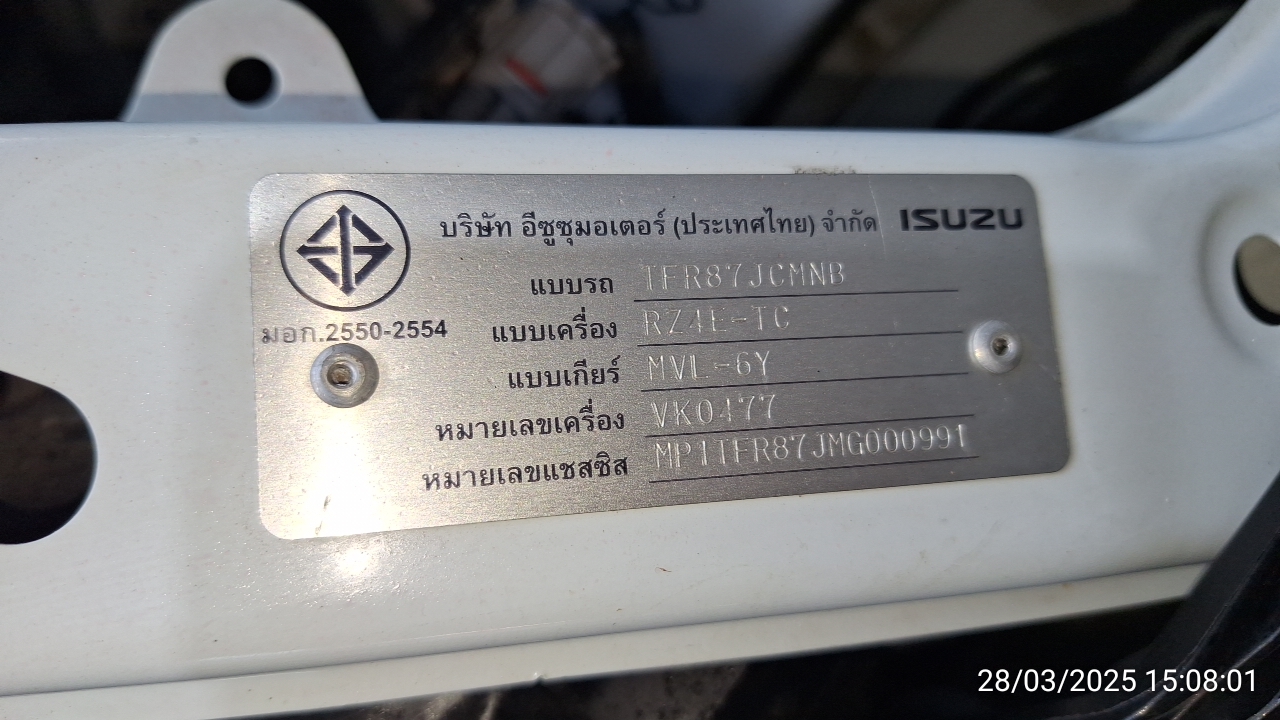 บริษัท อีซูซุมอเตอร์ (ประเทศไทย) จำกัด ISUZU
แบบรถ TFR87JCMNB
มอก.2550-2554
แบบเครื่อง RZ4E-TC
แบบเกียร์ MVL-6Y
หมายเลขเครื่อง VK0477
หมายเลขแชสซิส MP1TFR87JMG000991
28/03/2025 15:08:01